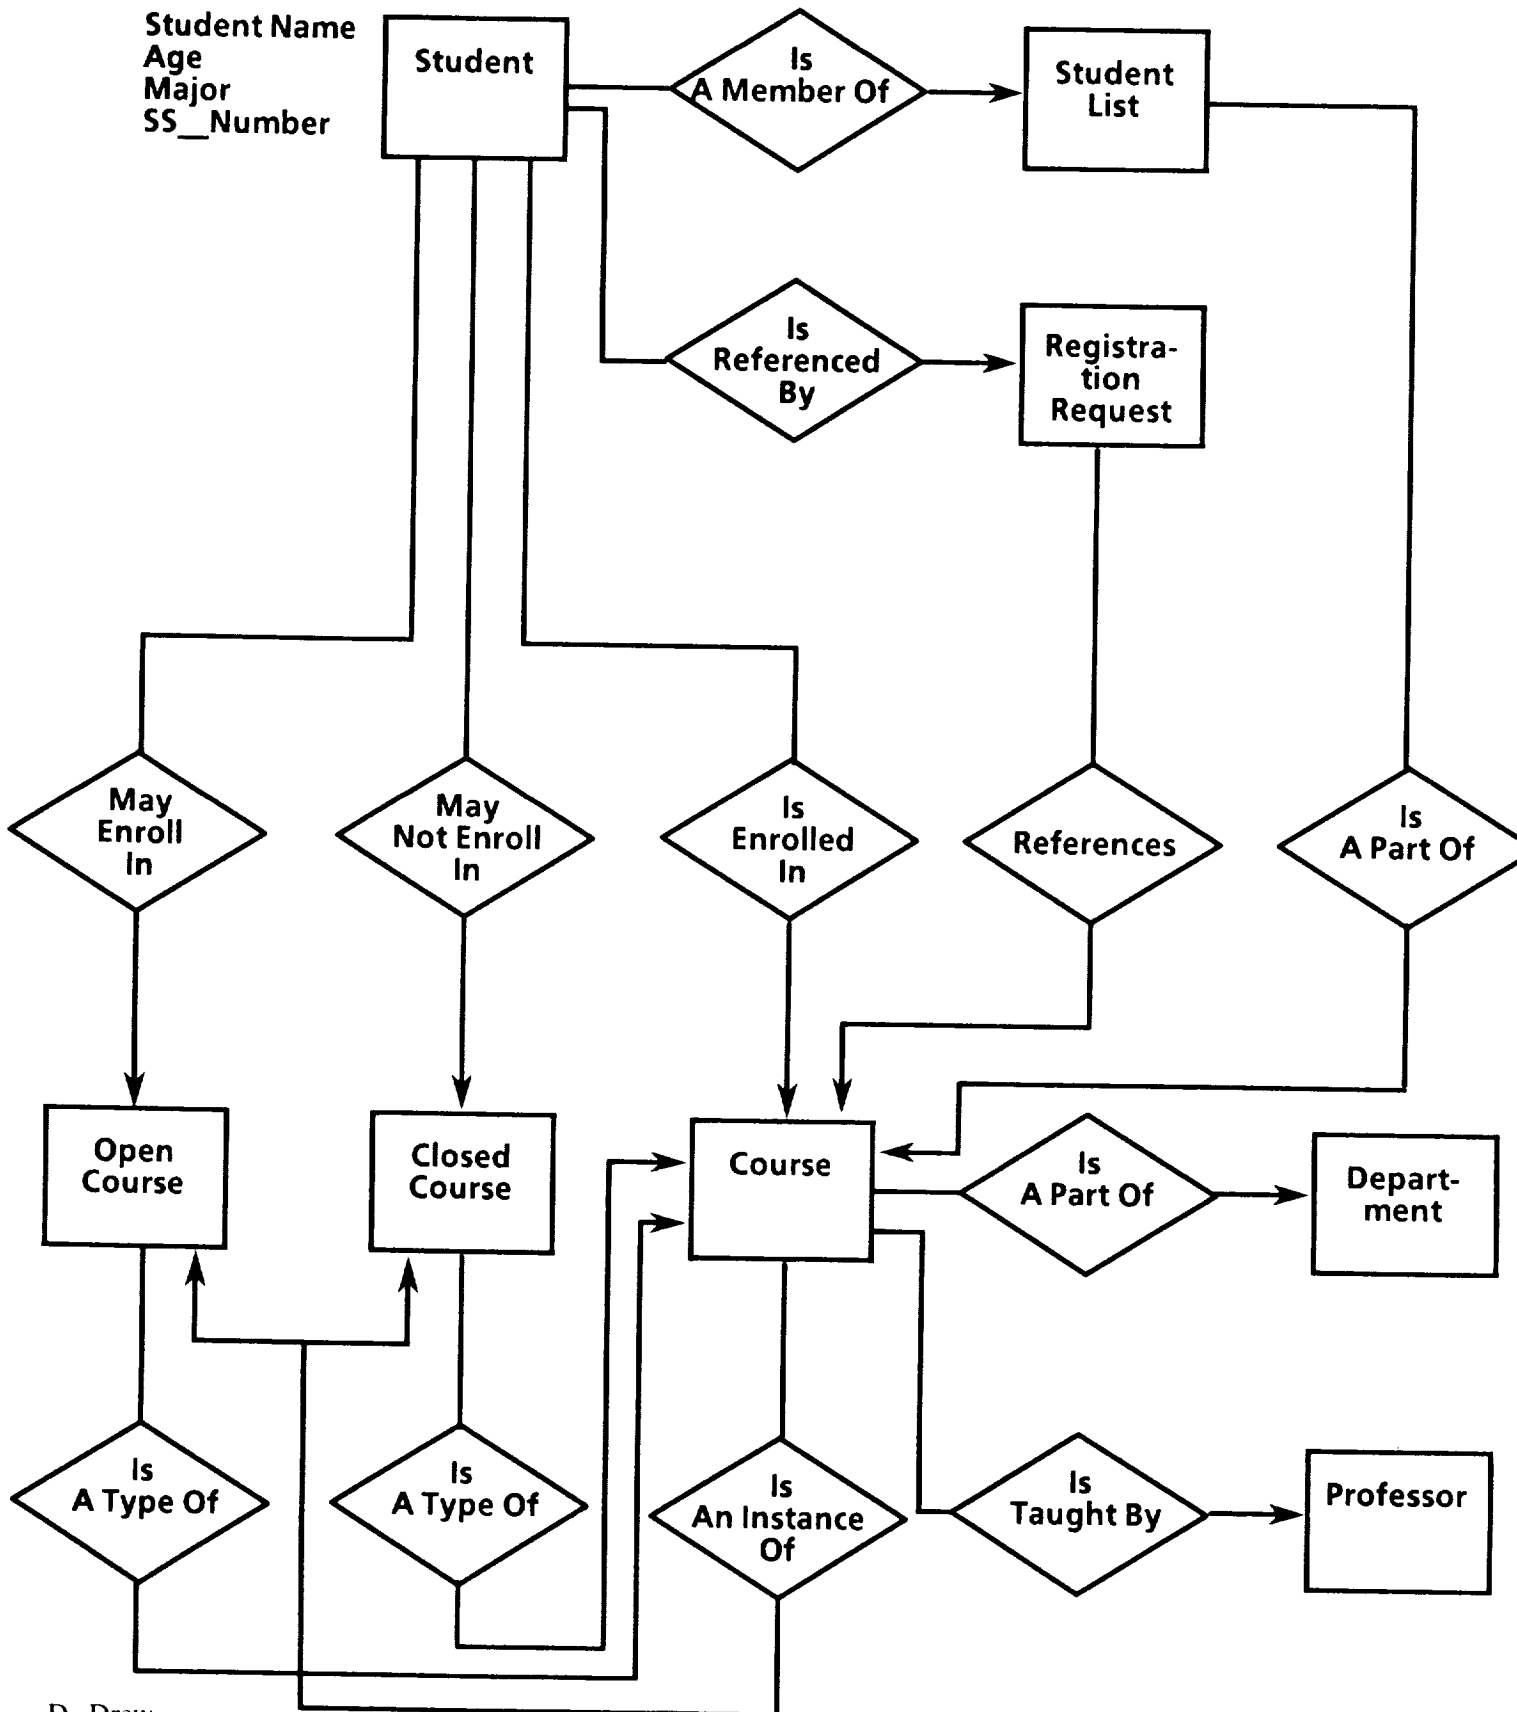 Student Name
Age
Major
SS__Number
Student
Is
A Member Of
Student
List
Is
Referenced
By
Registra-
tion
Request
May
Enroll
In
May
Not Enroll
In
Is
Enrolled
In
References
Is
A Part Of
Open
Course
Closed
Course
Course
Is
A Part Of
Depart-
ment
Is
A Type Of
Is
A Type Of
Is
An Instance
Of
Is
Taught By
Professor